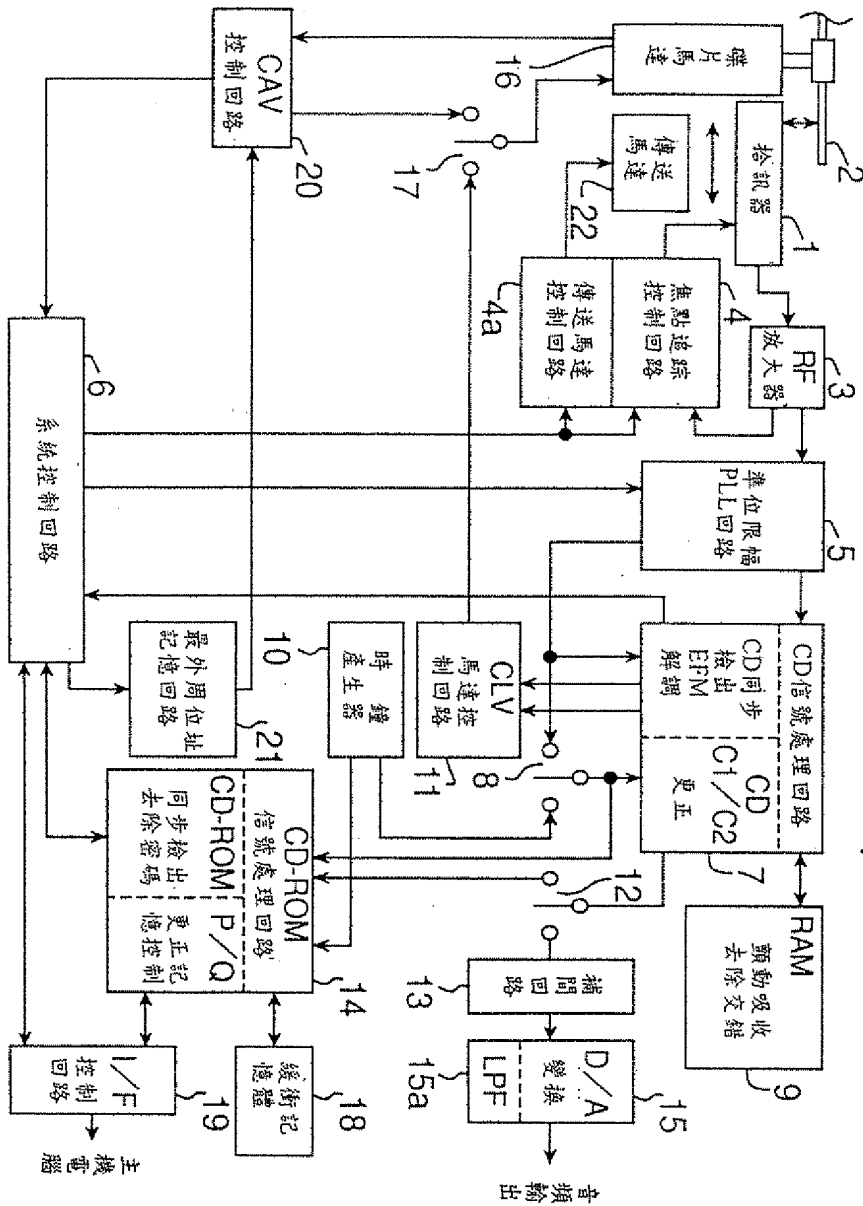 2
碟片
馬達
16
拾訊器
1
傳送
馬達
22
RF
放大器
3
焦點追踪
控制回路
4
傳送馬達
控制回路
4a
準位限幅
PLL回路
5
CD信號處理回路
CD同步
檢出
EFM
解調
CD
C1/C2
更正
7
RAM
顫動吸收
去除交錯
9
CAV
控制回路
20
17
CLV
馬達控
制回路
11
8
12
時鐘
產生器
10
補間
回路
13
D/A
變換
LPF
15
15a
音頻
輸出
6
系統控制回路
最外周位址
記憶回路
21
CD-ROM
信號處理回路
CD-ROM
同步檢出
去除密碼
P/Q
更正記
憶控制
14
緩衝記
憶體
18
I/F
控制
回路
19
主機
電腦